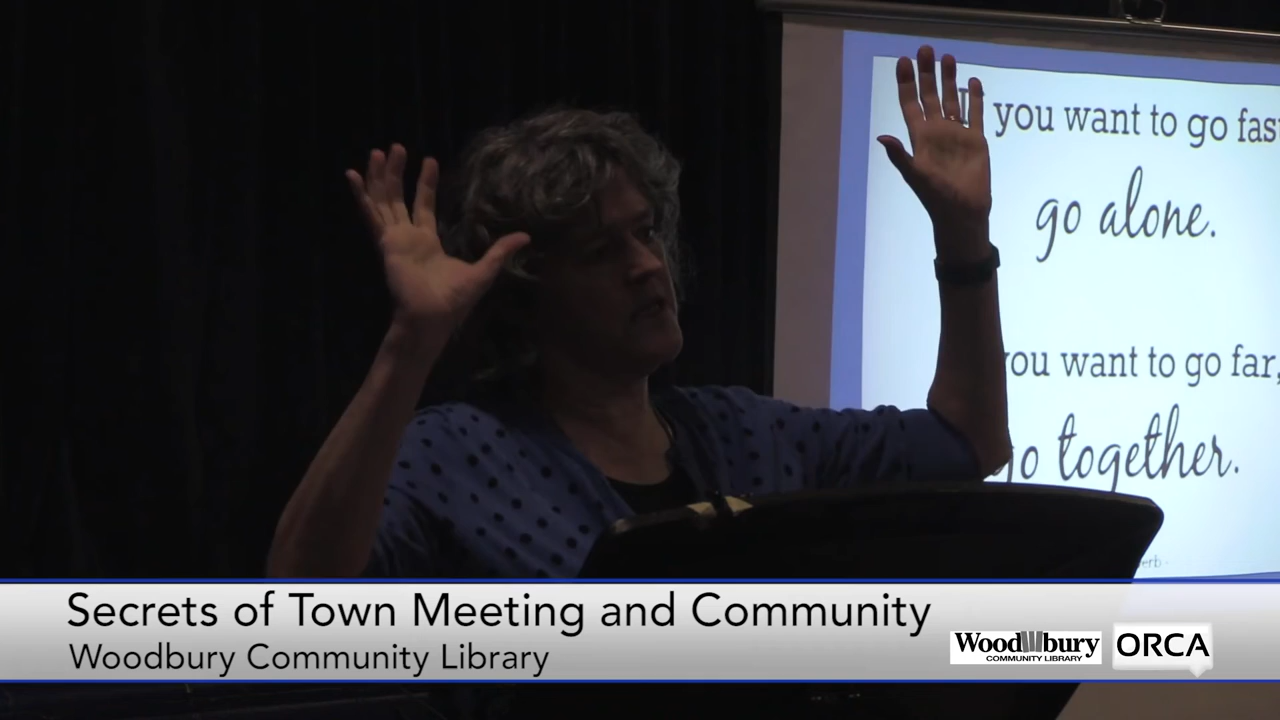 you want to go fas
go alone.
you want to go far,
go together.
Secrets of Town Meeting and Community
Woodbury Community Library
Woodbury
COMMUNITY LIBRARY
ORCA